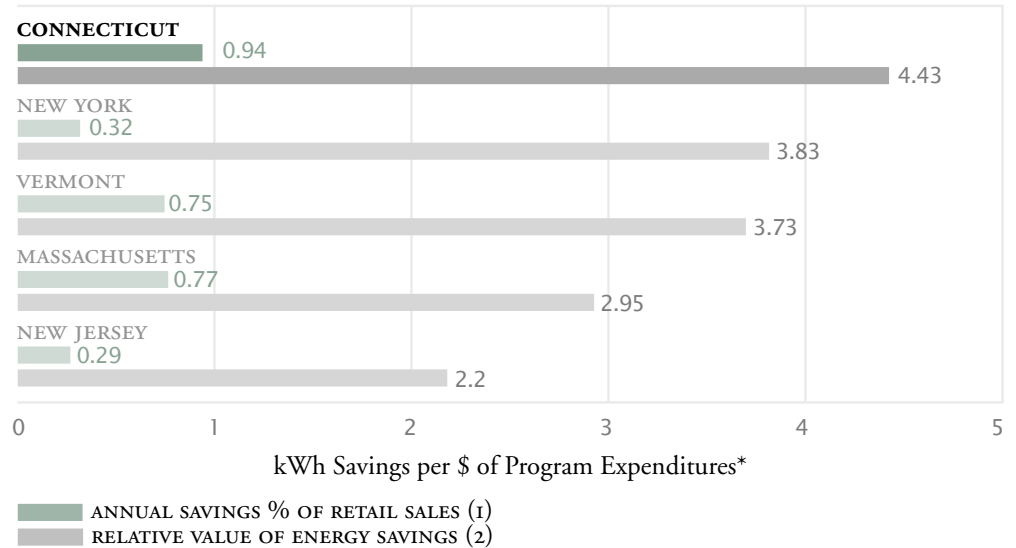 CONNECTICUT
0.94
4.43
NEW YORK
0.32
3.83
VERMONT
0.75
3.73
MASSACHUSETTS
0.77
2.95
NEW JERSEY
0.29
2.2
0 1 2 3 4 5
kWh Savings per $ of Program Expenditures*
ANNUAL SAVINGS % OF RETAIL SALES (1)
RELATIVE VALUE OF ENERGY SAVINGS (2)